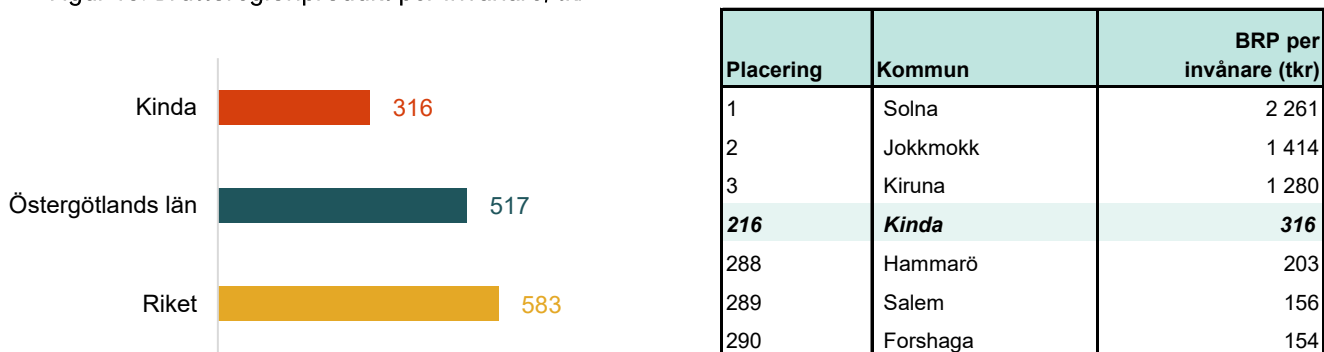 Kinda 316
Östergötlands län 517
Riket 583
Placering Kommun BRP per invånare (tkr)
1 Solna 2 261
2 Jokkmokk 1 414
3 Kiruna 1 280
216 Kinda 316
288 Hammarö 203
289 Salem 156
290 Forshaga 154